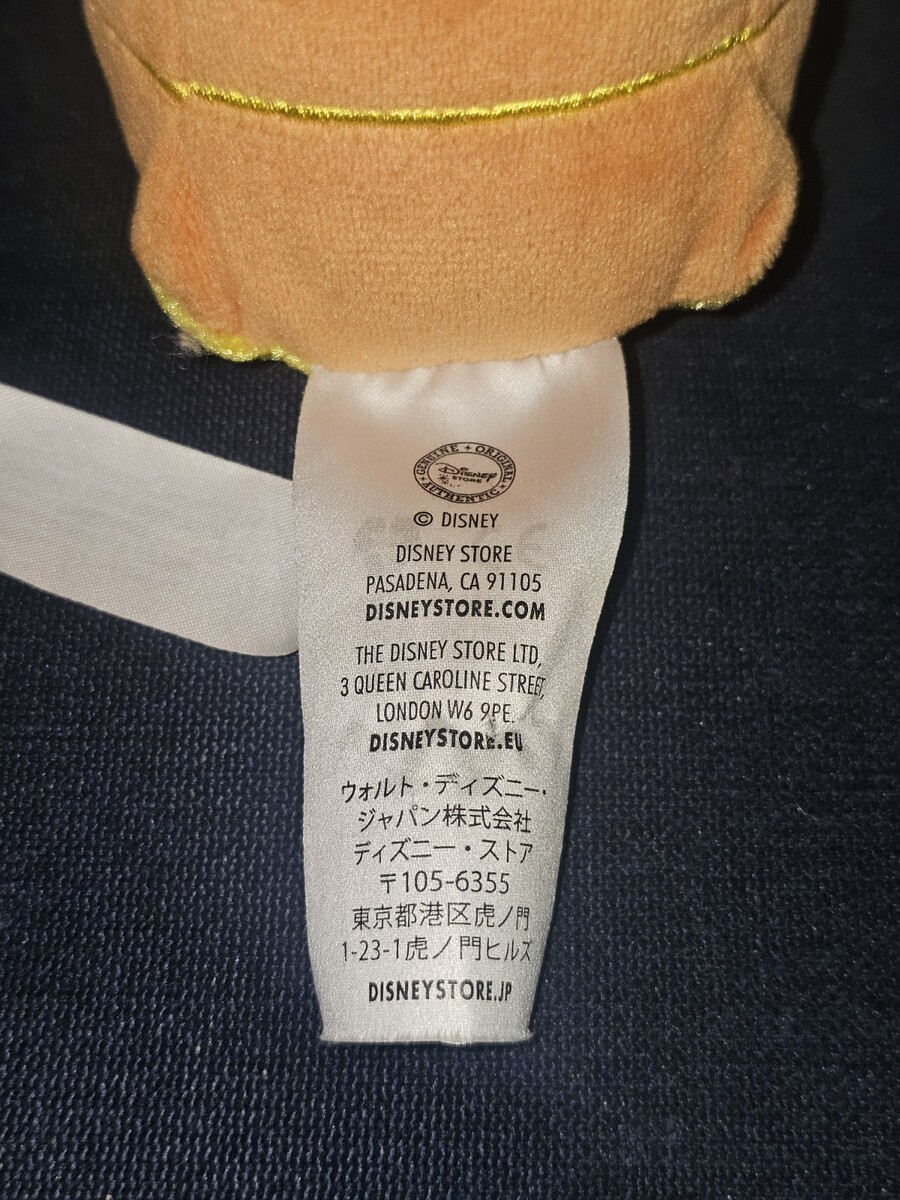 GENUINE • ORIGINAL
DISNEY
STORE
• AUTHENTIC •
© DISNEY
DISNEY STORE
PASADENA, CA 91105
DISNEYSTORE.COM
THE DISNEY STORE LTD,
3 QUEEN CAROLINE STREET,
LONDON W6 9PE.
DISNEYSTORE.EU
ウォルト・ディズニー・
ジャパン株式会社
ディズニー・ストア
〒105-6355
東京都港区虎ノ門
1-23-1虎ノ門ヒルズ
DISNEYSTORE.JP